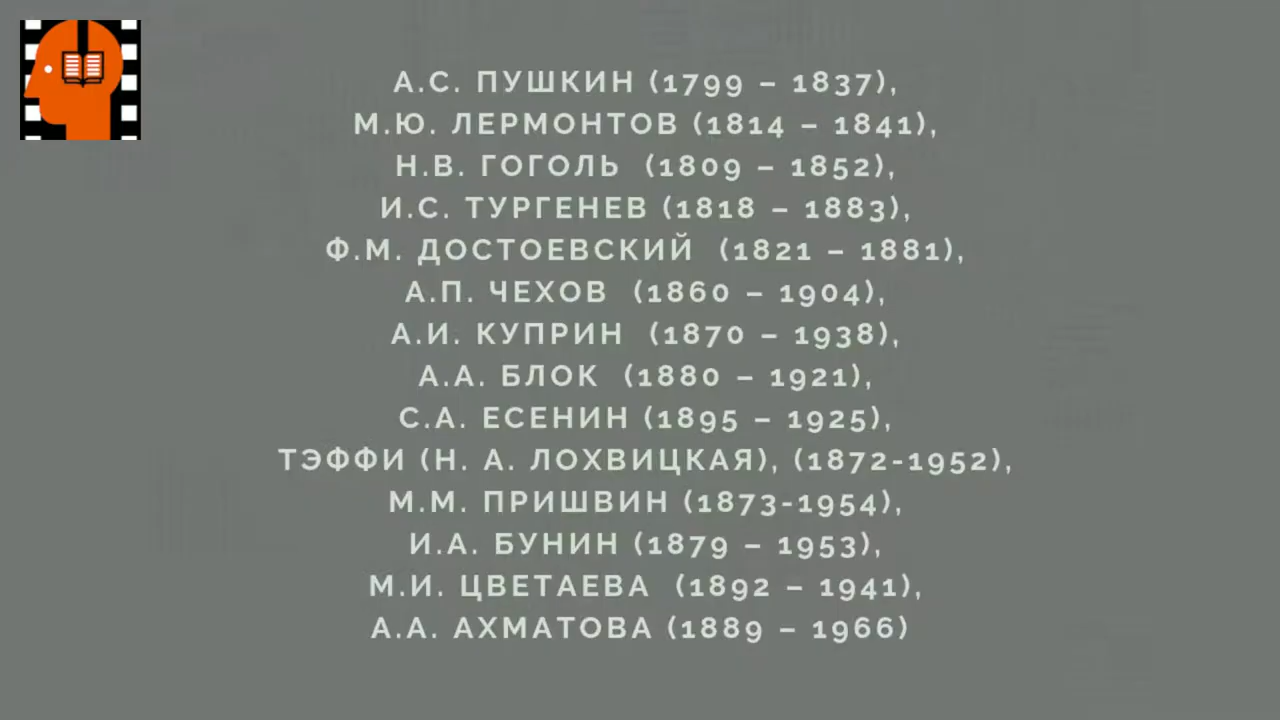 А.С. ПУШКИН (1799 – 1837),
М.Ю. ЛЕРМОНТОВ (1814 – 1841),
Н.В. ГОГОЛЬ (1809 – 1852),
И.С. ТУРГЕНЕВ (1818 – 1883),
Ф.М. ДОСТОЕВСКИЙ (1821 – 1881),
А.П. ЧЕХОВ (1860 – 1904),
А.И. КУПРИН (1870 – 1938),
А.А. БЛОК (1880 – 1921),
С.А. ЕСЕНИН (1895 – 1925),
ТЭФФИ (Н. А. ЛОХВИЦКАЯ), (1872-1952),
М.М. ПРИШВИН (1873-1954),
И.А. БУНИН (1879 – 1953),
М.И. ЦВЕТАЕВА (1892 – 1941),
А.А. АХМАТОВА (1889 – 1966)